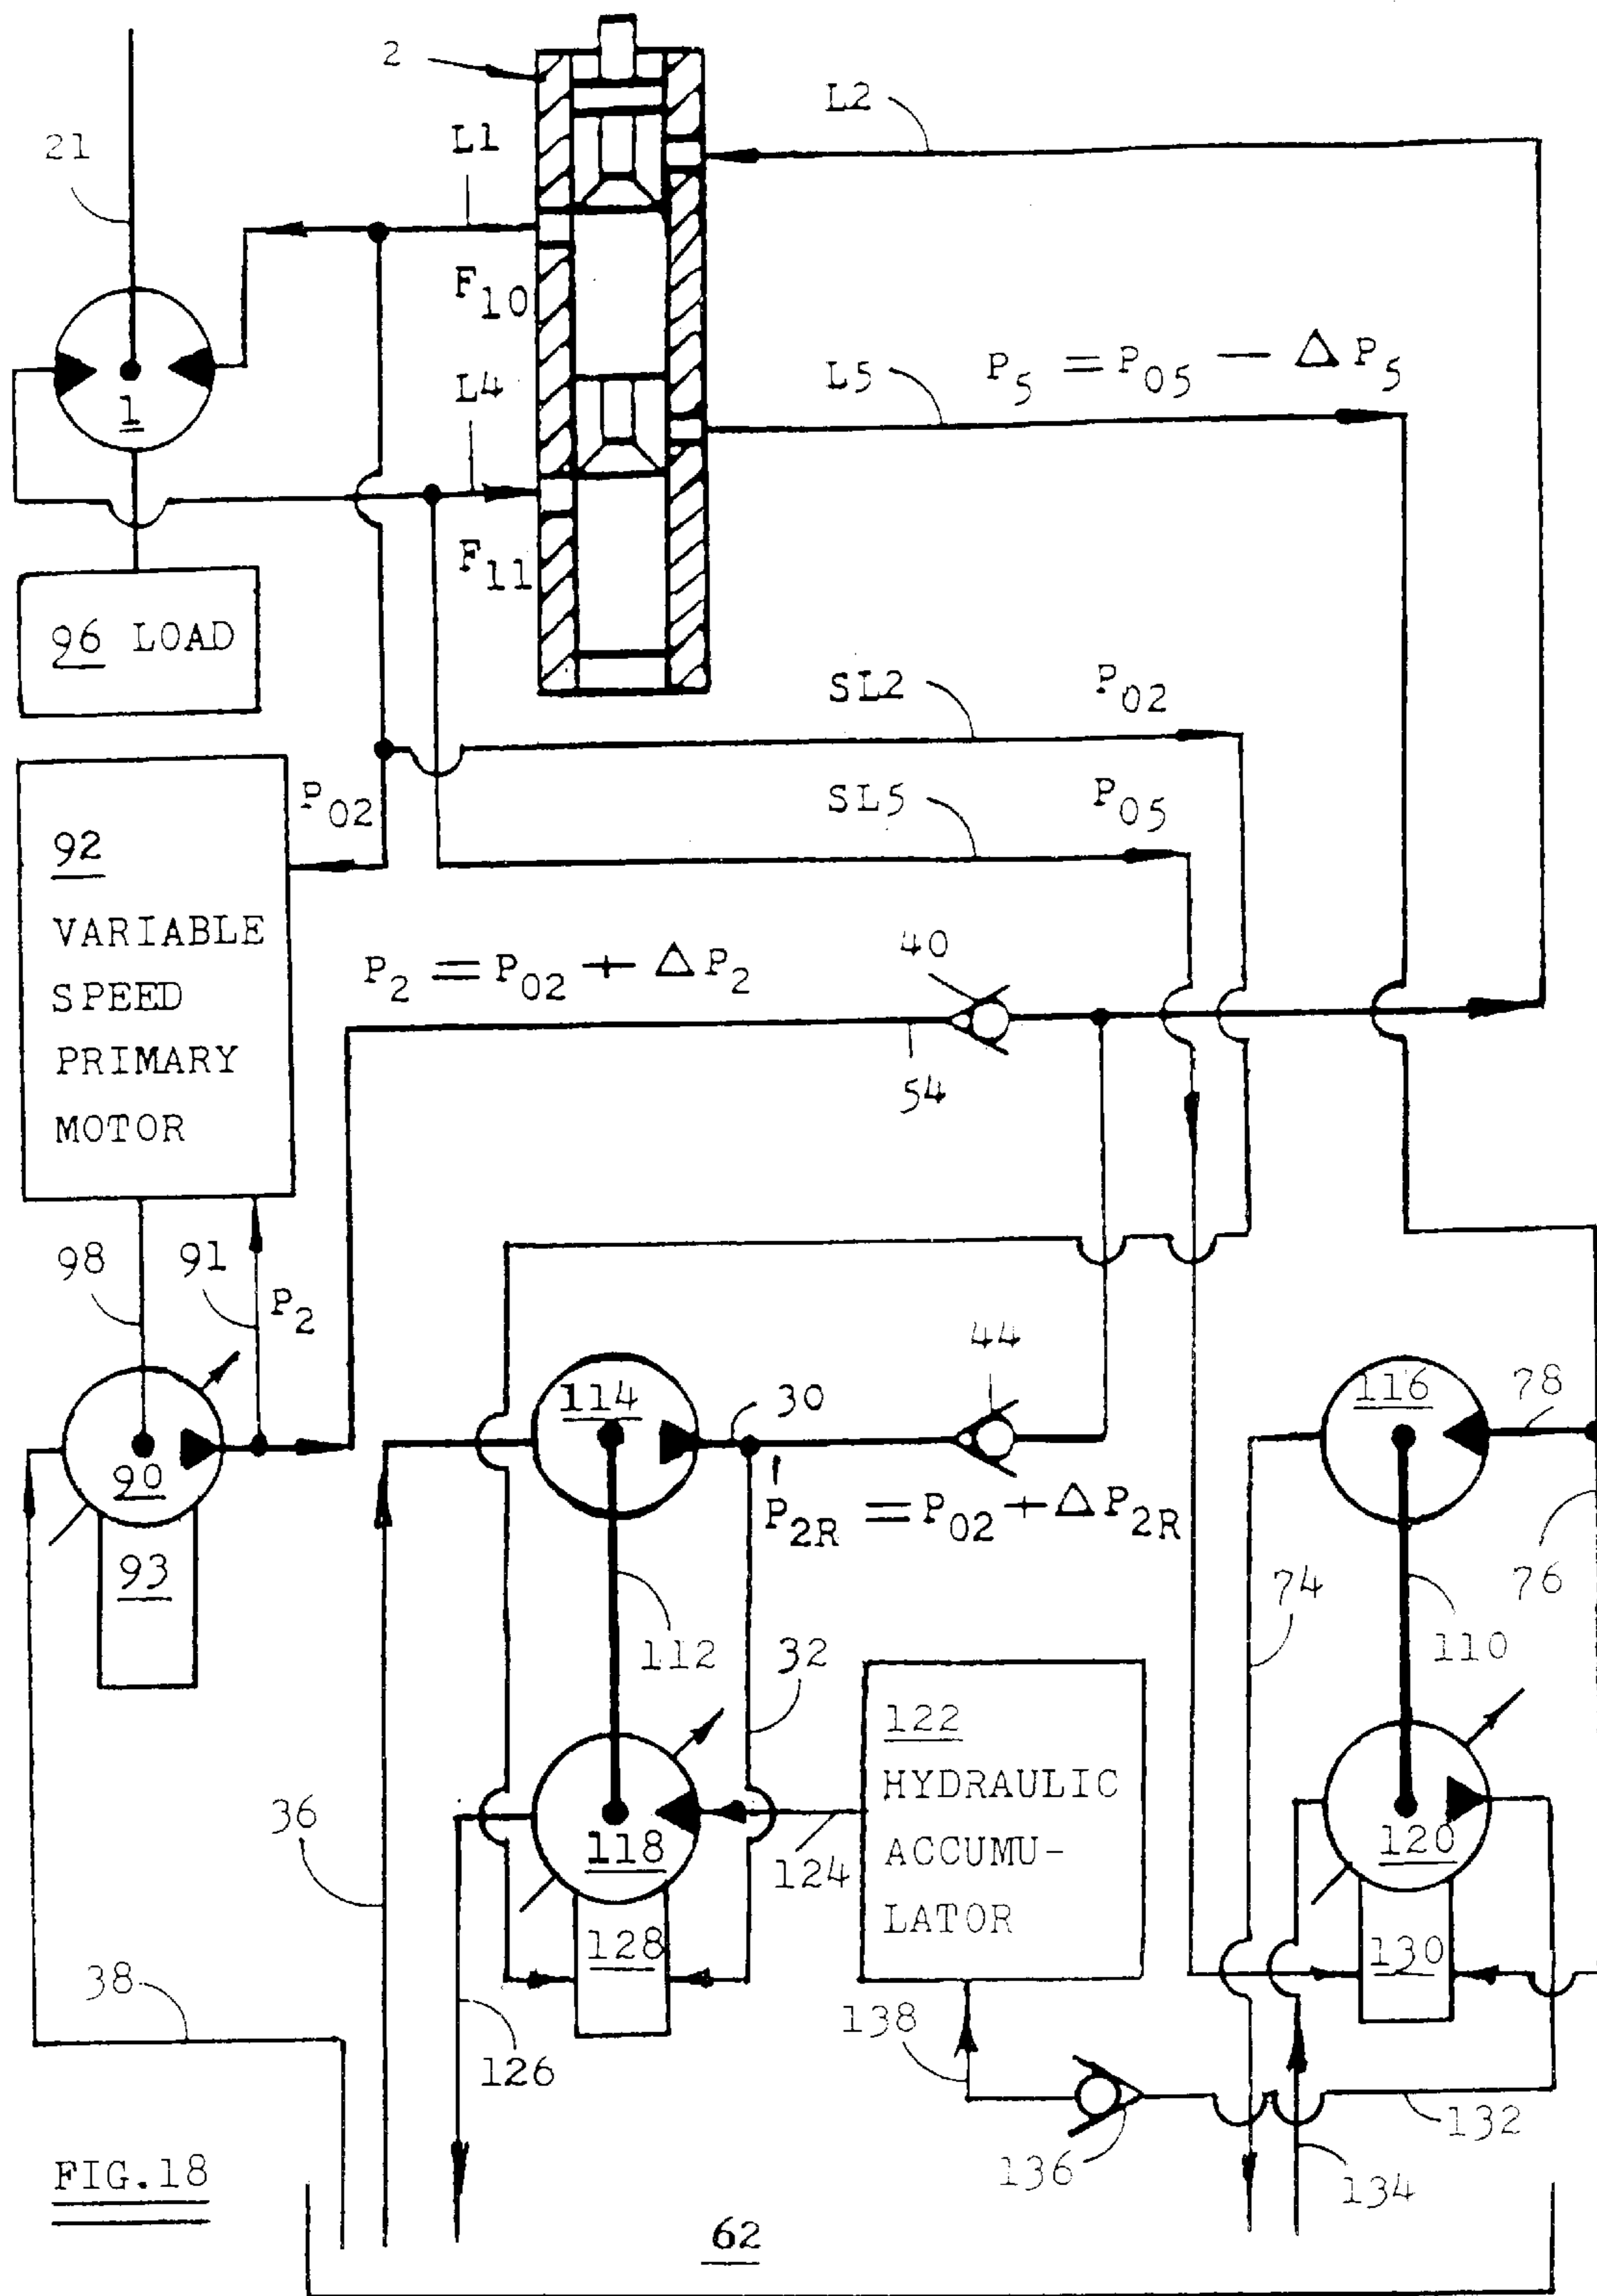 2
L2
21
L1
F10
L5
P5 = P05 — ΔP5
1
L4
F11
96 LOAD
SL2
P02
P02
SL5
P05
92
VARIABLE
SPEED
PRIMARY
MOTOR
P2 = P02 + ΔP2
40
54
98
91
P2
44
114
30
116
78
90
P2R = P02 + ΔP2R
93
112
32
74
110
76
122
HYDRAULIC
ACCUMU-
LATOR
36
118
124
120
128
130
38
126
138
136
132
134
FIG.18
62